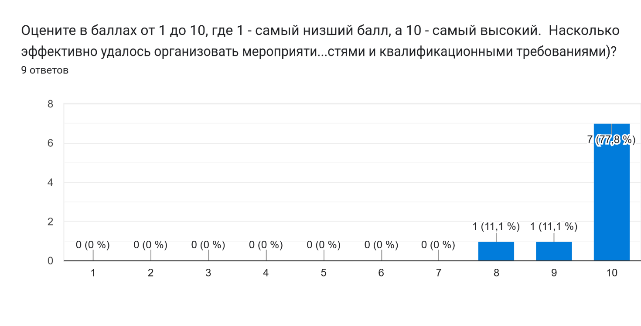 Оцените в баллах от 1 до 10, где 1 - самый низший балл, а 10 - самый высокий. Насколько
эффективно удалось организовать мероприяти...стями и квалификационными требованиями)?
9 ответов
8
6
4
2
0
0 (0 %) 0 (0 %) 0 (0 %) 0 (0 %) 0 (0 %) 0 (0 %) 0 (0 %) 1 (11,1 %) 1 (11,1 %) 7 (77,8 %)
1 2 3 4 5 6 7 8 9 10